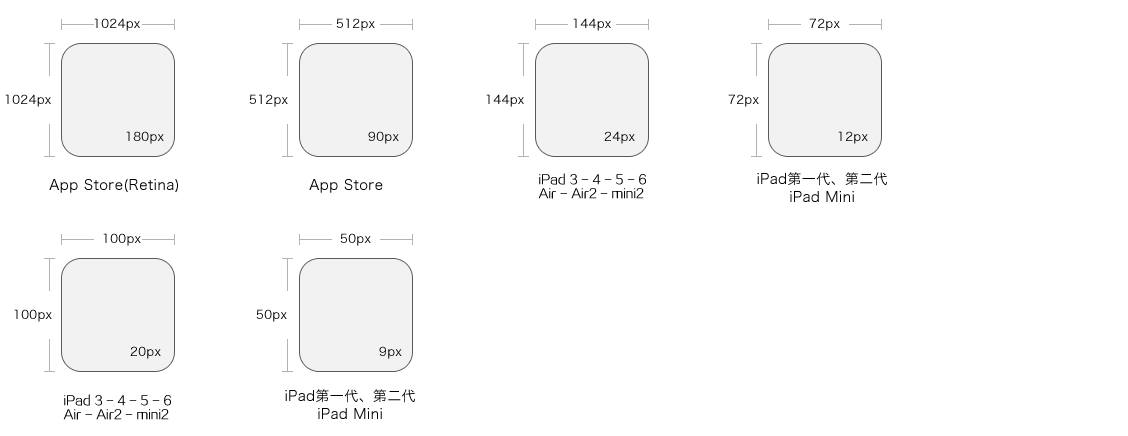 1024px
512px
144px
72px
1024px
512px
144px
72px
180px
90px
24px
12px
App Store(Retina)
App Store
iPad 3 – 4 – 5 – 6
Air – Air2 – mini2
iPad第一代、第二代
iPad Mini
100px
50px
100px
50px
20px
9px
iPad 3 – 4 – 5 – 6
Air – Air2 – mini2
iPad第一代、第二代
iPad Mini